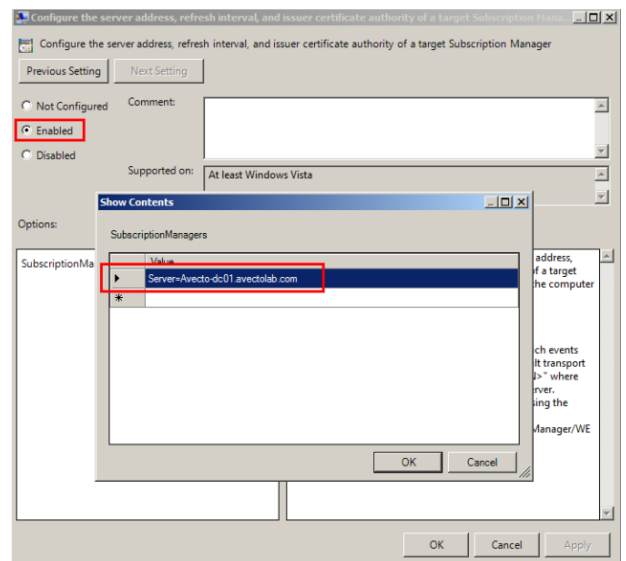 Configure the server address, refresh interval, and issuer certificate authority of a target Subscription Mana...
Configure the server address, refresh interval, and issuer certificate authority of a target Subscription Manager
Previous Setting
Next Setting
Not Configured
Comment:
Enabled
Disabled
Supported on:
At least Windows Vista
Show Contents
Options:
SubscriptionManagers
SubscriptionMa
Value
Server=Avecto-dc01.avectolab.com
address,
of a target
the computer
ch events
lt transport
N>" where
erver.
sing the
Manager/WE
OK
Cancel
OK
Cancel
Apply